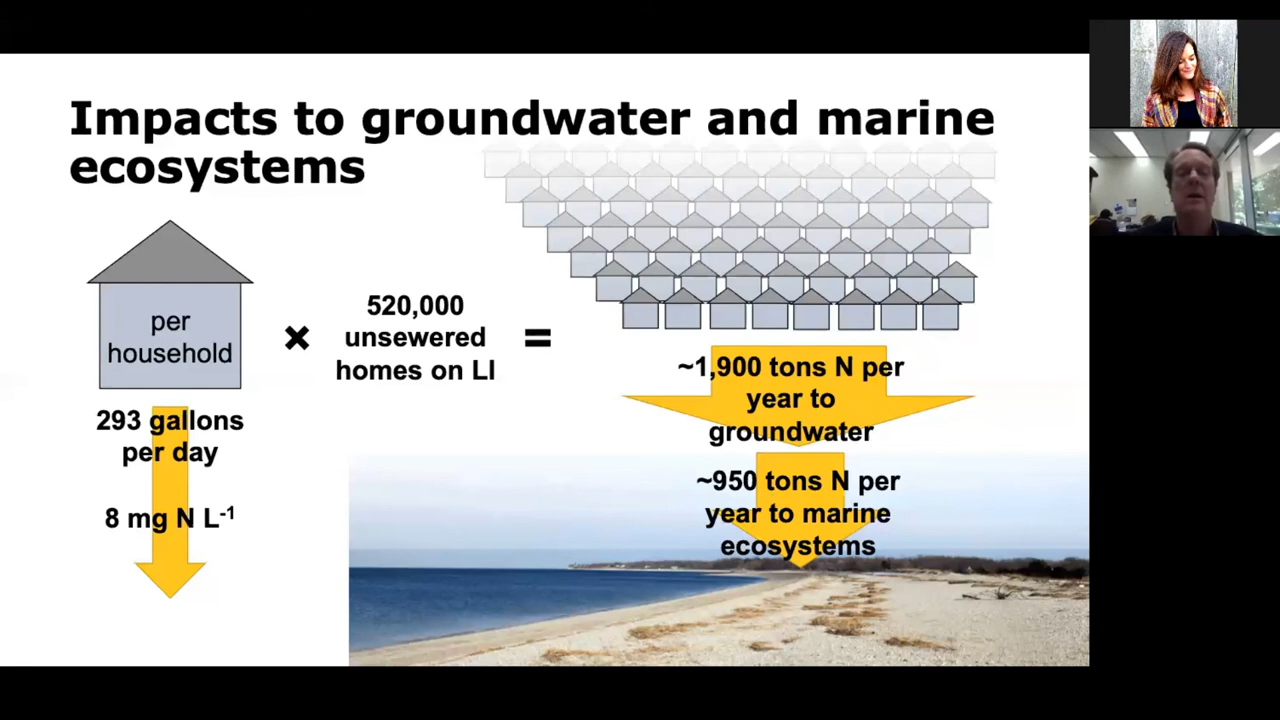 Impacts to groundwater and marine
ecosystems
per
household
293 gallons
per day
8 mg N L⁻¹
×
520,000
unsewered
homes on LI
=
~1,900 tons N per
year to
groundwater
~950 tons N per
year to marine
ecosystems